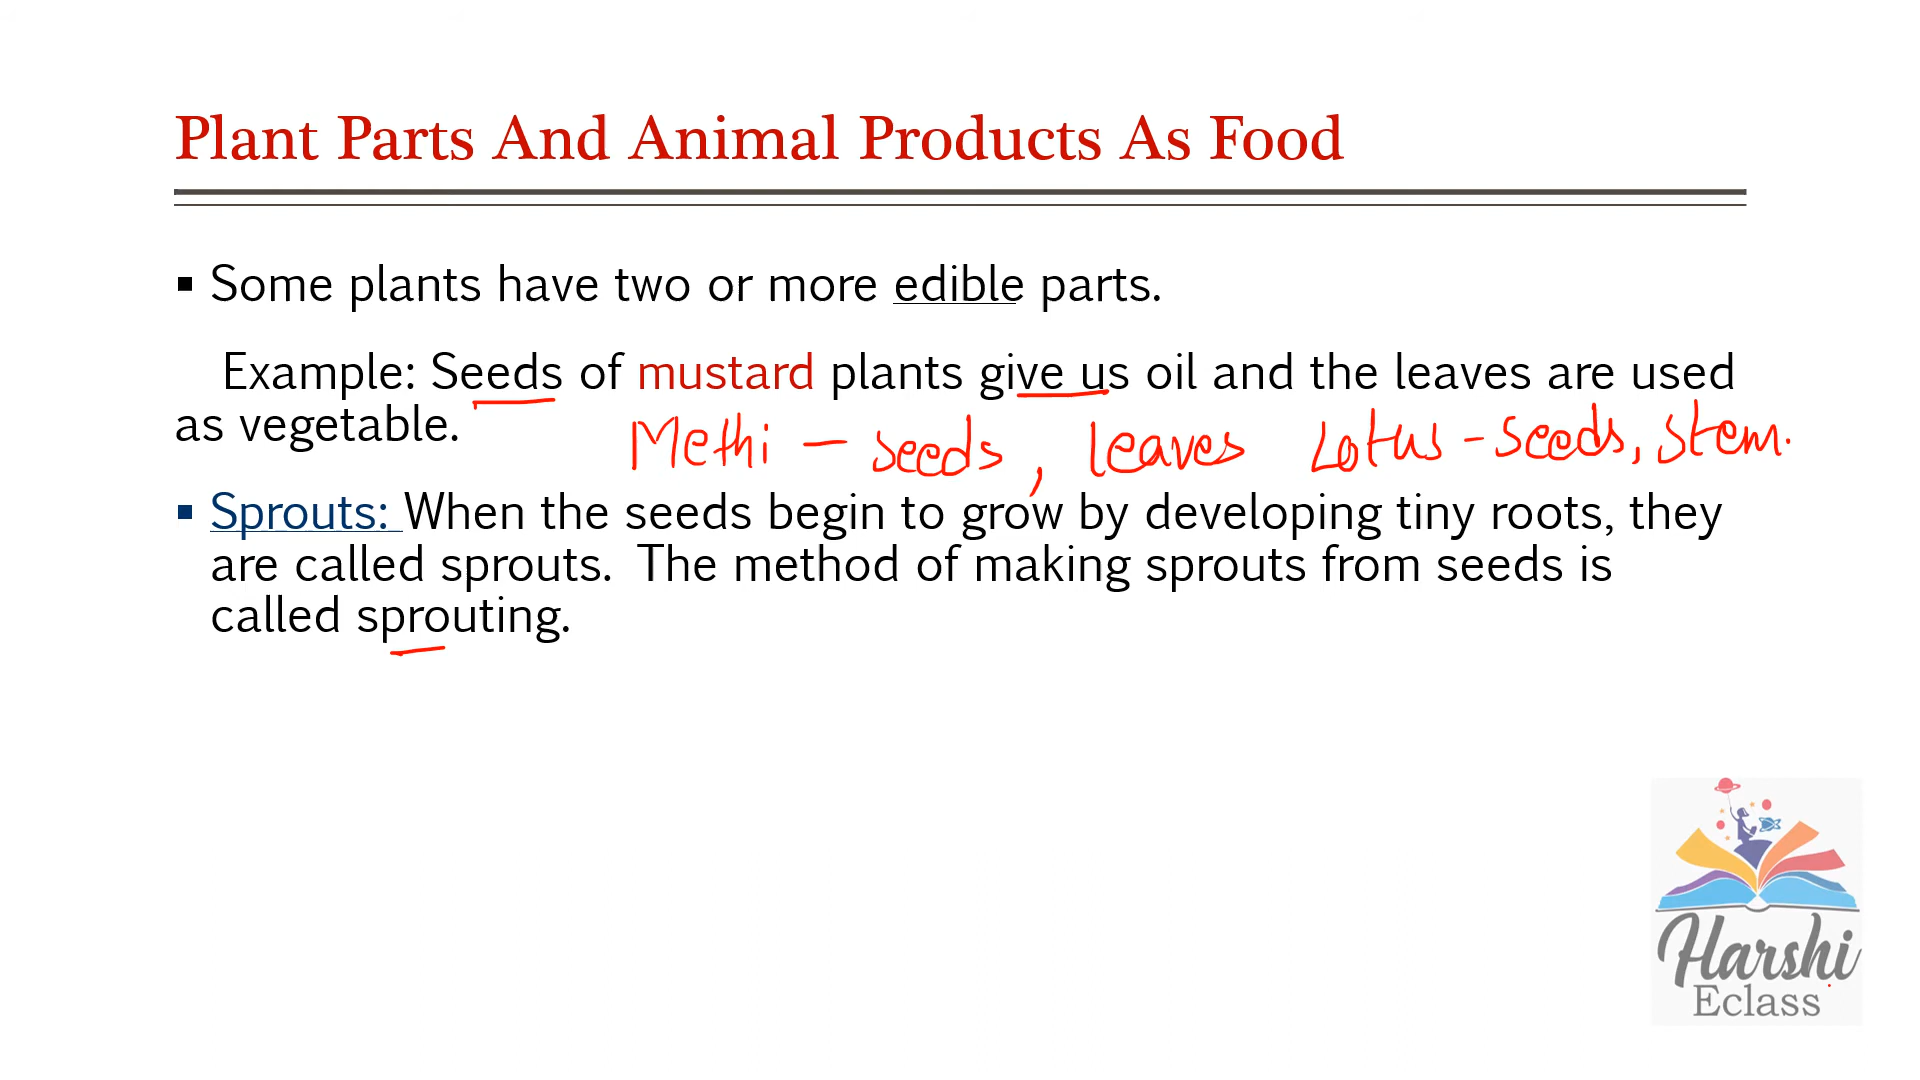 Plant Parts And Animal Products As Food
▪ Some plants have two or more edible parts.
Example: Seeds of mustard plants give us oil and the leaves are used
as vegetable.
Methi – seeds, leaves Lotus – seeds, stem.
▪ Sprouts: When the seeds begin to grow by developing tiny roots, they
are called sprouts. The method of making sprouts from seeds is
called sprouting.
Harshi
Eclass